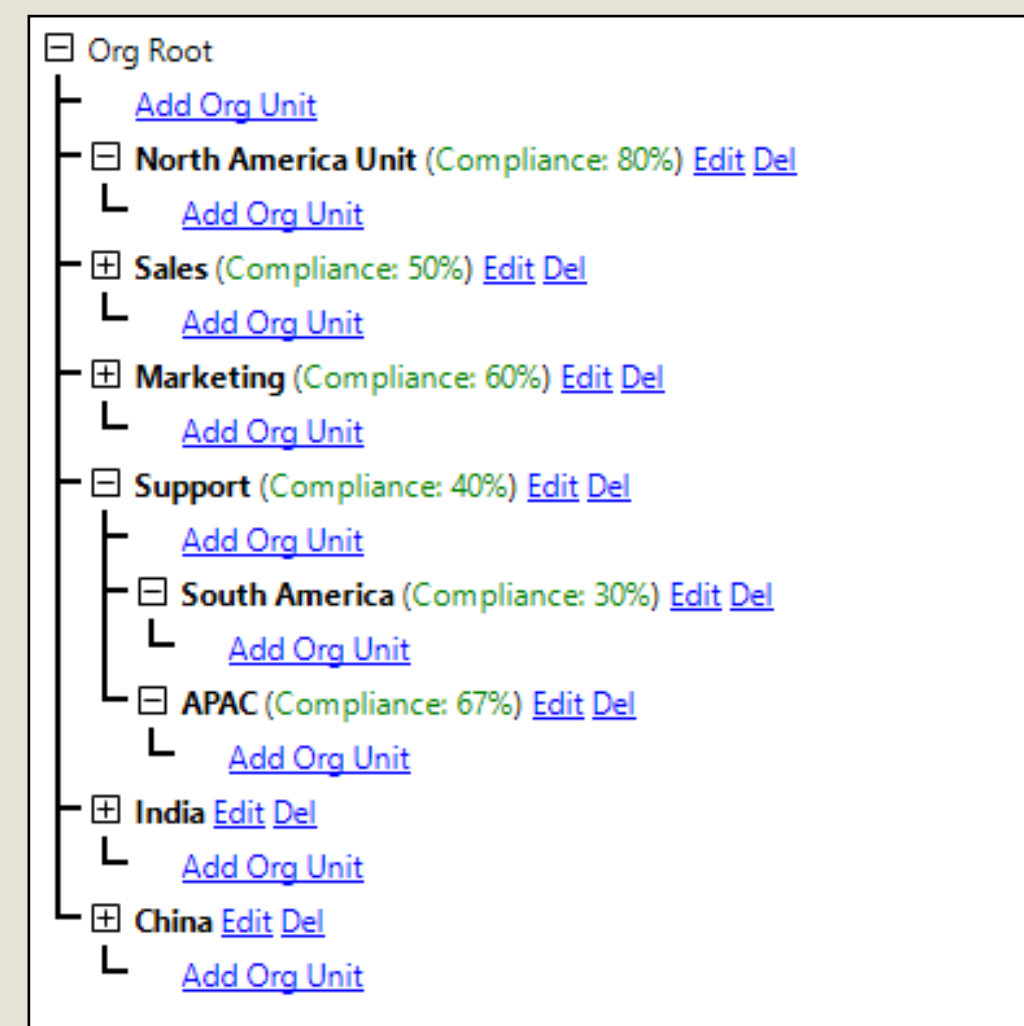 Org Root
Add Org Unit
North America Unit (Compliance: 80%) Edit Del
Add Org Unit
Sales (Compliance: 50%) Edit Del
Add Org Unit
Marketing (Compliance: 60%) Edit Del
Add Org Unit
Support (Compliance: 40%) Edit Del
Add Org Unit
South America (Compliance: 30%) Edit Del
Add Org Unit
APAC (Compliance: 67%) Edit Del
Add Org Unit
India Edit Del
Add Org Unit
China Edit Del
Add Org Unit